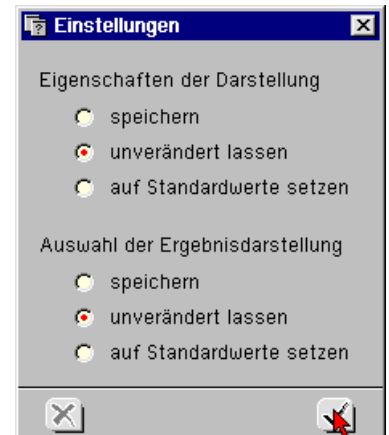 Einstellungen
Eigenschaften der Darstellung
speichern
unverändert lassen
auf Standardwerte setzen
Auswahl der Ergebnisdarstellung
speichern
unverändert lassen
auf Standardwerte setzen